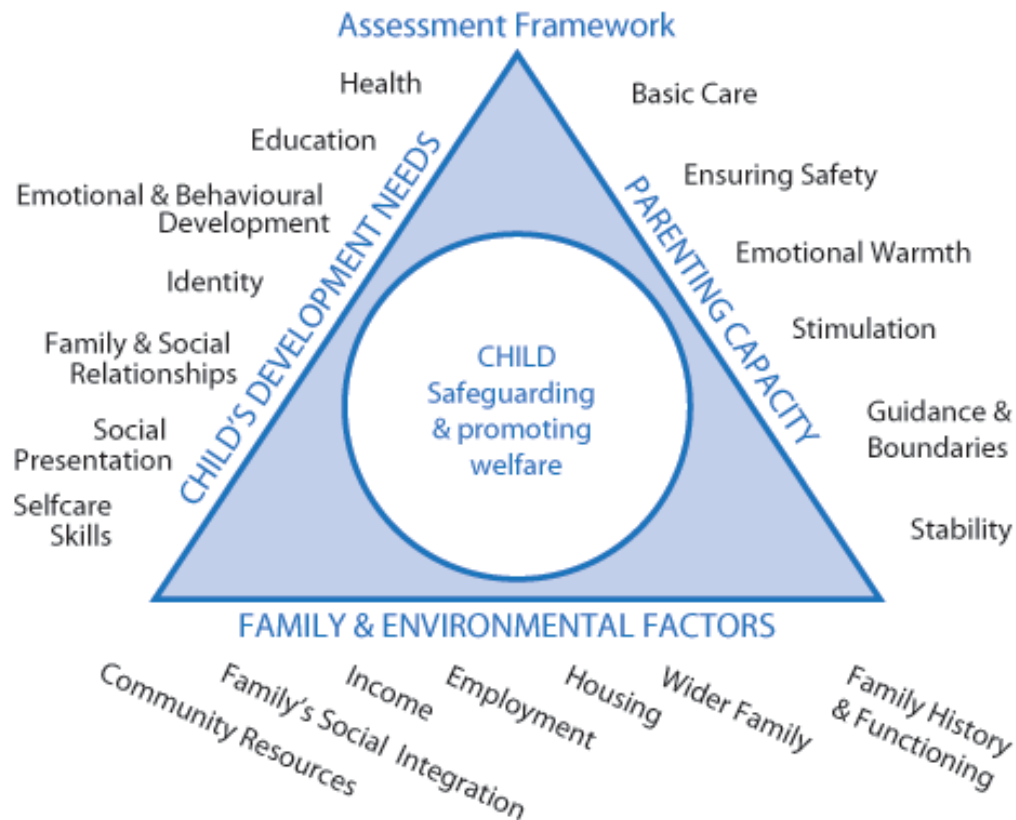 Assessment Framework
Health
Education
Emotional & Behavioural
Development
Identity
Family & Social
Relationships
Social
Presentation
Selfcare
Skills
CHILD'S DEVELOPMENT NEEDS
CHILD
Safeguarding
& promoting
welfare
PARENTING CAPACITY
Basic Care
Ensuring Safety
Emotional Warmth
Stimulation
Guidance &
Boundaries
Stability
FAMILY & ENVIRONMENTAL FACTORS
Community Resources
Family's Social Integration
Income
Employment
Housing
Wider Family
Family History
& Functioning